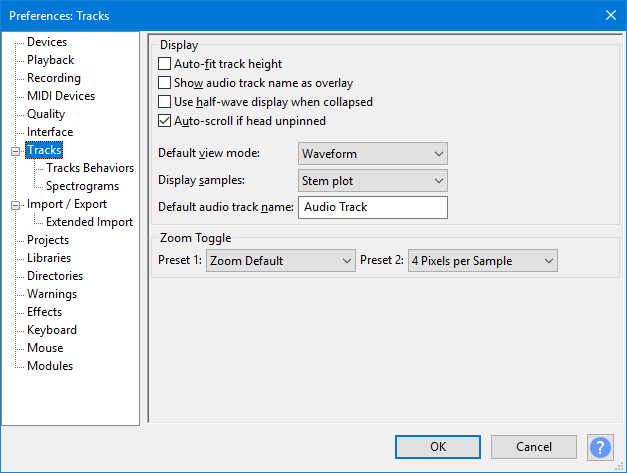 Preferences: Tracks
Devices
Playback
Recording
MIDI Devices
Quality
Interface
Tracks
Tracks Behaviors
Spectrograms
Import / Export
Extended Import
Projects
Libraries
Directories
Warnings
Effects
Keyboard
Mouse
Modules
Display
Auto-fit track height
Show audio track name as overlay
Use half-wave display when collapsed
Auto-scroll if head unpinned
Default view mode: Waveform
Display samples: Stem plot
Default audio track name: Audio Track
Zoom Toggle
Preset 1: Zoom Default Preset 2: 4 Pixels per Sample
OK Cancel ?